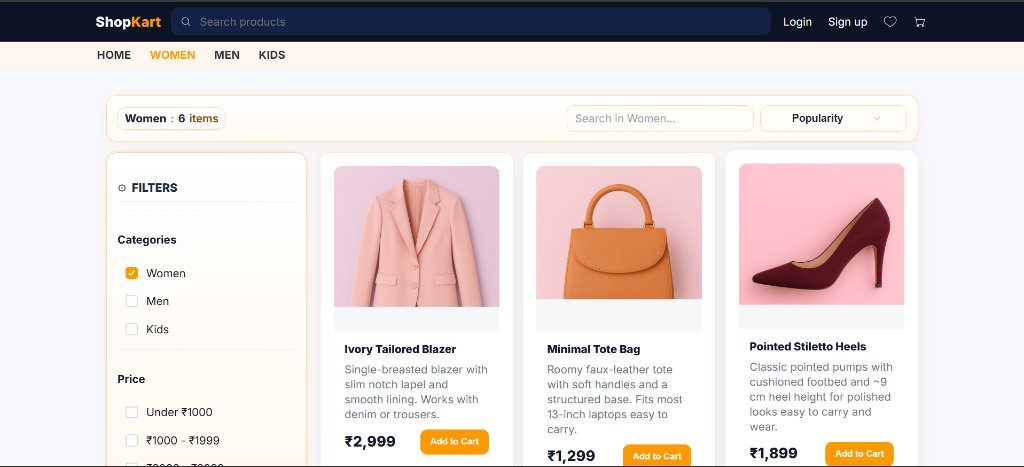 ShopKart
Search products
Login
Sign up
HOME
WOMEN
MEN
KIDS
Women : 6 items
Search in Women...
Popularity
FILTERS
Categories
Women
Men
Kids
Price
Under ₹1000
₹1000 - ₹1999
Ivory Tailored Blazer
Single-breasted blazer with
slim notch lapel and
smooth lining. Works with
denim or trousers.
₹2,999
Add to Cart
Minimal Tote Bag
Roomy faux-leather tote
with soft handles and a
structured base. Fits most
13-inch laptops easy to
carry.
₹1,299
Add to Cart
Pointed Stiletto Heels
Classic pointed pumps with
cushioned footbed and ~9
cm heel height for polished
looks easy to carry and
wear.
₹1,899
Add to Cart